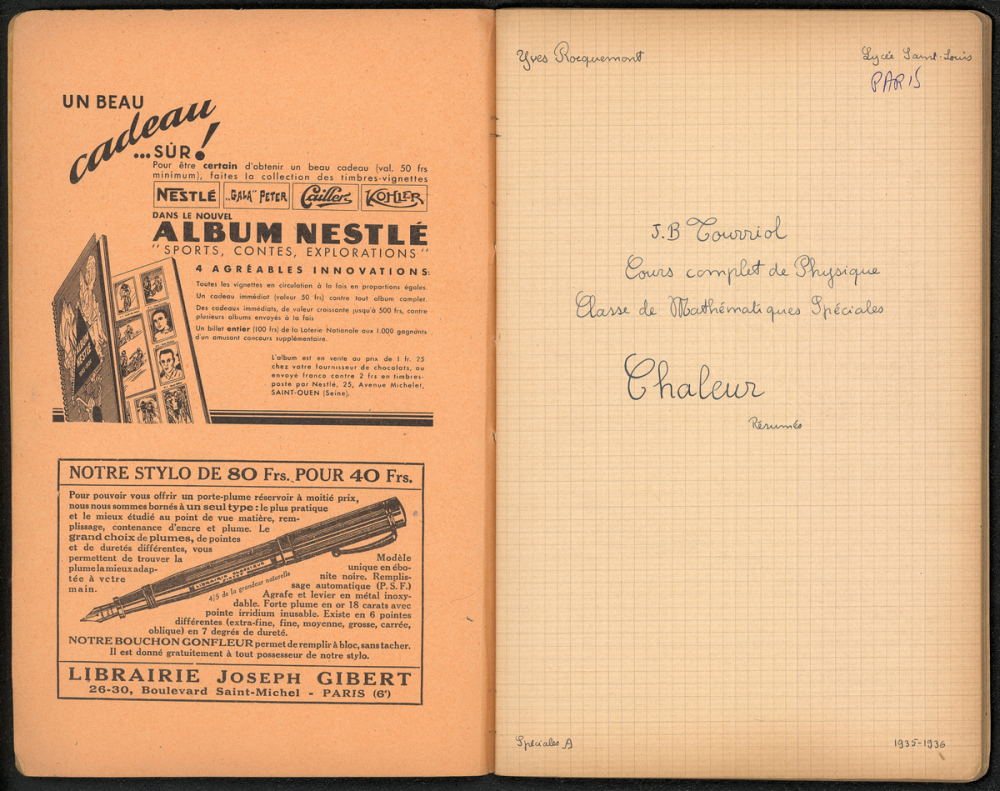 UN BEAU
cadeau
...SÛR!
Pour être certain d'obtenir un beau cadeau (val. 50 frs
minimum), faites la collection des timbres-vignettes
NESTLÉ "GALA" PETER Cailler KOHLER
DANS LE NOUVEL
ALBUM NESTLÉ
"SPORTS, CONTES, EXPLORATIONS"
4 AGRÉABLES INNOVATIONS:
Toutes les vignettes en circulation à la fois en proportions égales.
Un cadeau immédiat (valeur 50 frs) contre tout album complet.
Des cadeaux immédiats, de valeur croissante jusqu'à 500 frs, contre
plusieurs albums envoyés à la fois
Un billet entier (100 frs) de la Loterie Nationale aux 1.000 gagnants
d'un amusant concours supplémentaire.
L'album est en vente au prix de 1 fr. 25
chez votre fournisseur de chocolats, ou
envoyé franco contre 2 frs en timbres-
poste par Nestlé, 25, Avenue Michelet,
SAINT-OUEN (Seine).
NOTRE STYLO DE 80 Frs. POUR 40 Frs.
Pour pouvoir vous offrir un porte-plume réservoir à moitié prix,
nous nous sommes bornés à un seul type : le plus pratique
et le mieux étudié au point de vue matière, rem-
plissage, contenance d'encre et plume. Le
grand choix de plumes, de pointes
et de duretés différentes, vous
permettent de trouver la
plume la mieux adap-
tée à votre
main.
4/5 de la grandeur naturelle
Modèle
unique en ébo-
nite noire. Remplis-
sage automatique (P. S. F.)
Agrafe et levier en métal inoxy-
dable. Forte plume en or 18 carats avec
pointe irridium inusable. Existe en 6 pointes
différentes (extra-fine, fine, moyenne, grosse, carrée,
oblique) en 7 degrés de dureté.
NOTRE BOUCHON GONFLEUR permet de remplir à bloc, sans tacher.
Il est donné gratuitement à tout possesseur de notre stylo.
LIBRAIRIE JOSEPH GIBERT
26-30, Boulevard Saint-Michel - PARIS (6e)
Yves Rocquemont
Lycée Saint-Louis
PARIS
J.B Tourriol
Cours complet de Physique
Classe de Mathématiques Spéciales
Chaleur
Résumés
Spéciales A
1935-1936